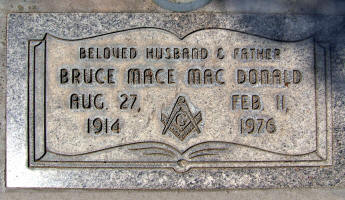 BELOVED HUSBAND & FATHER
BRUCE MACE MAC DONALD
AUG. 27, FEB. 11,
1914 G 1976